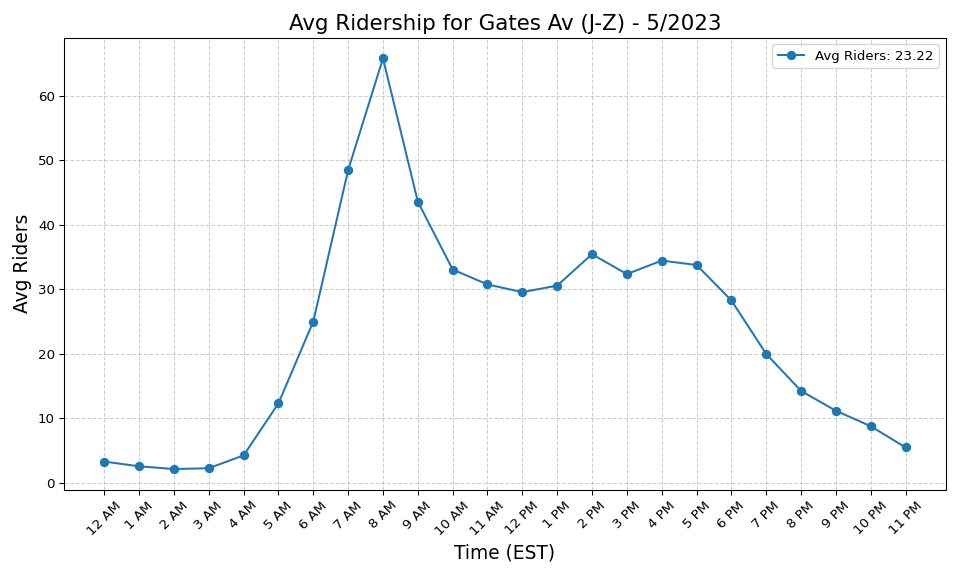 Avg Ridership for Gates Av (J-Z) - 5/2023
Avg Riders: 23.22
Avg Riders
60
50
40
30
20
10
0
12 AM
1 AM
2 AM
3 AM
4 AM
5 AM
6 AM
7 AM
8 AM
9 AM
10 AM
11 AM
12 PM
1 PM
2 PM
3 PM
4 PM
5 PM
6 PM
7 PM
8 PM
9 PM
10 PM
11 PM
Time (EST)